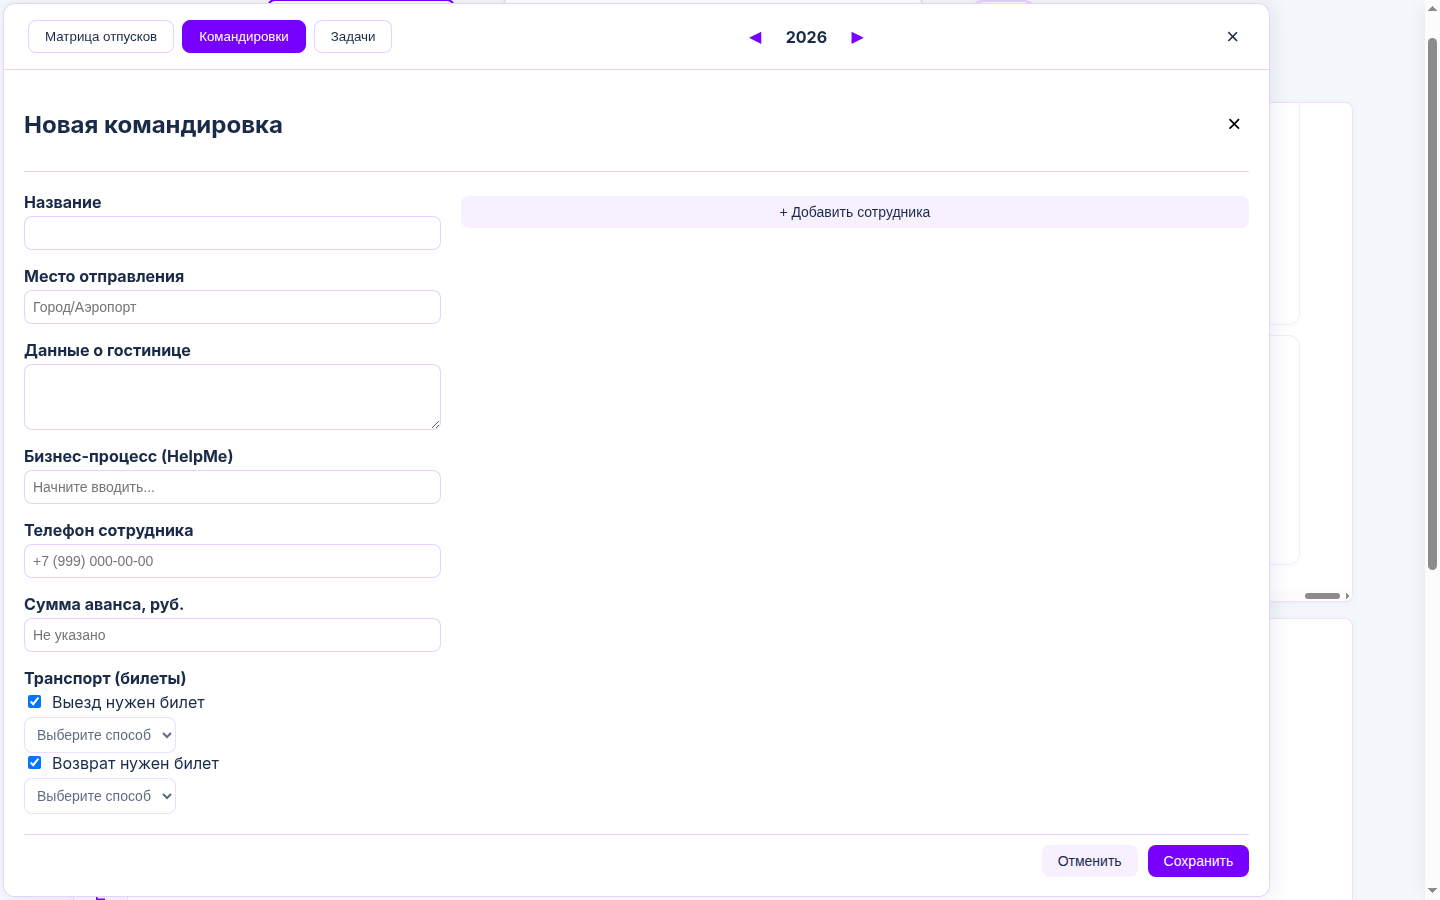 Матрица отпусков
Командировки
Задачи
◀ 2026 ▶
×
Новая командировка
×
Название
+ Добавить сотрудника
Место отправления
Город/Аэропорт
Данные о гостинице
Бизнес-процесс (HelpMe)
Начните вводить...
Телефон сотрудника
+7 (999) 000-00-00
Сумма аванса, руб.
Не указано
Транспорт (билеты)
Выезд нужен билет
Выберите способ
Возврат нужен билет
Выберите способ
Отменить
Сохранить